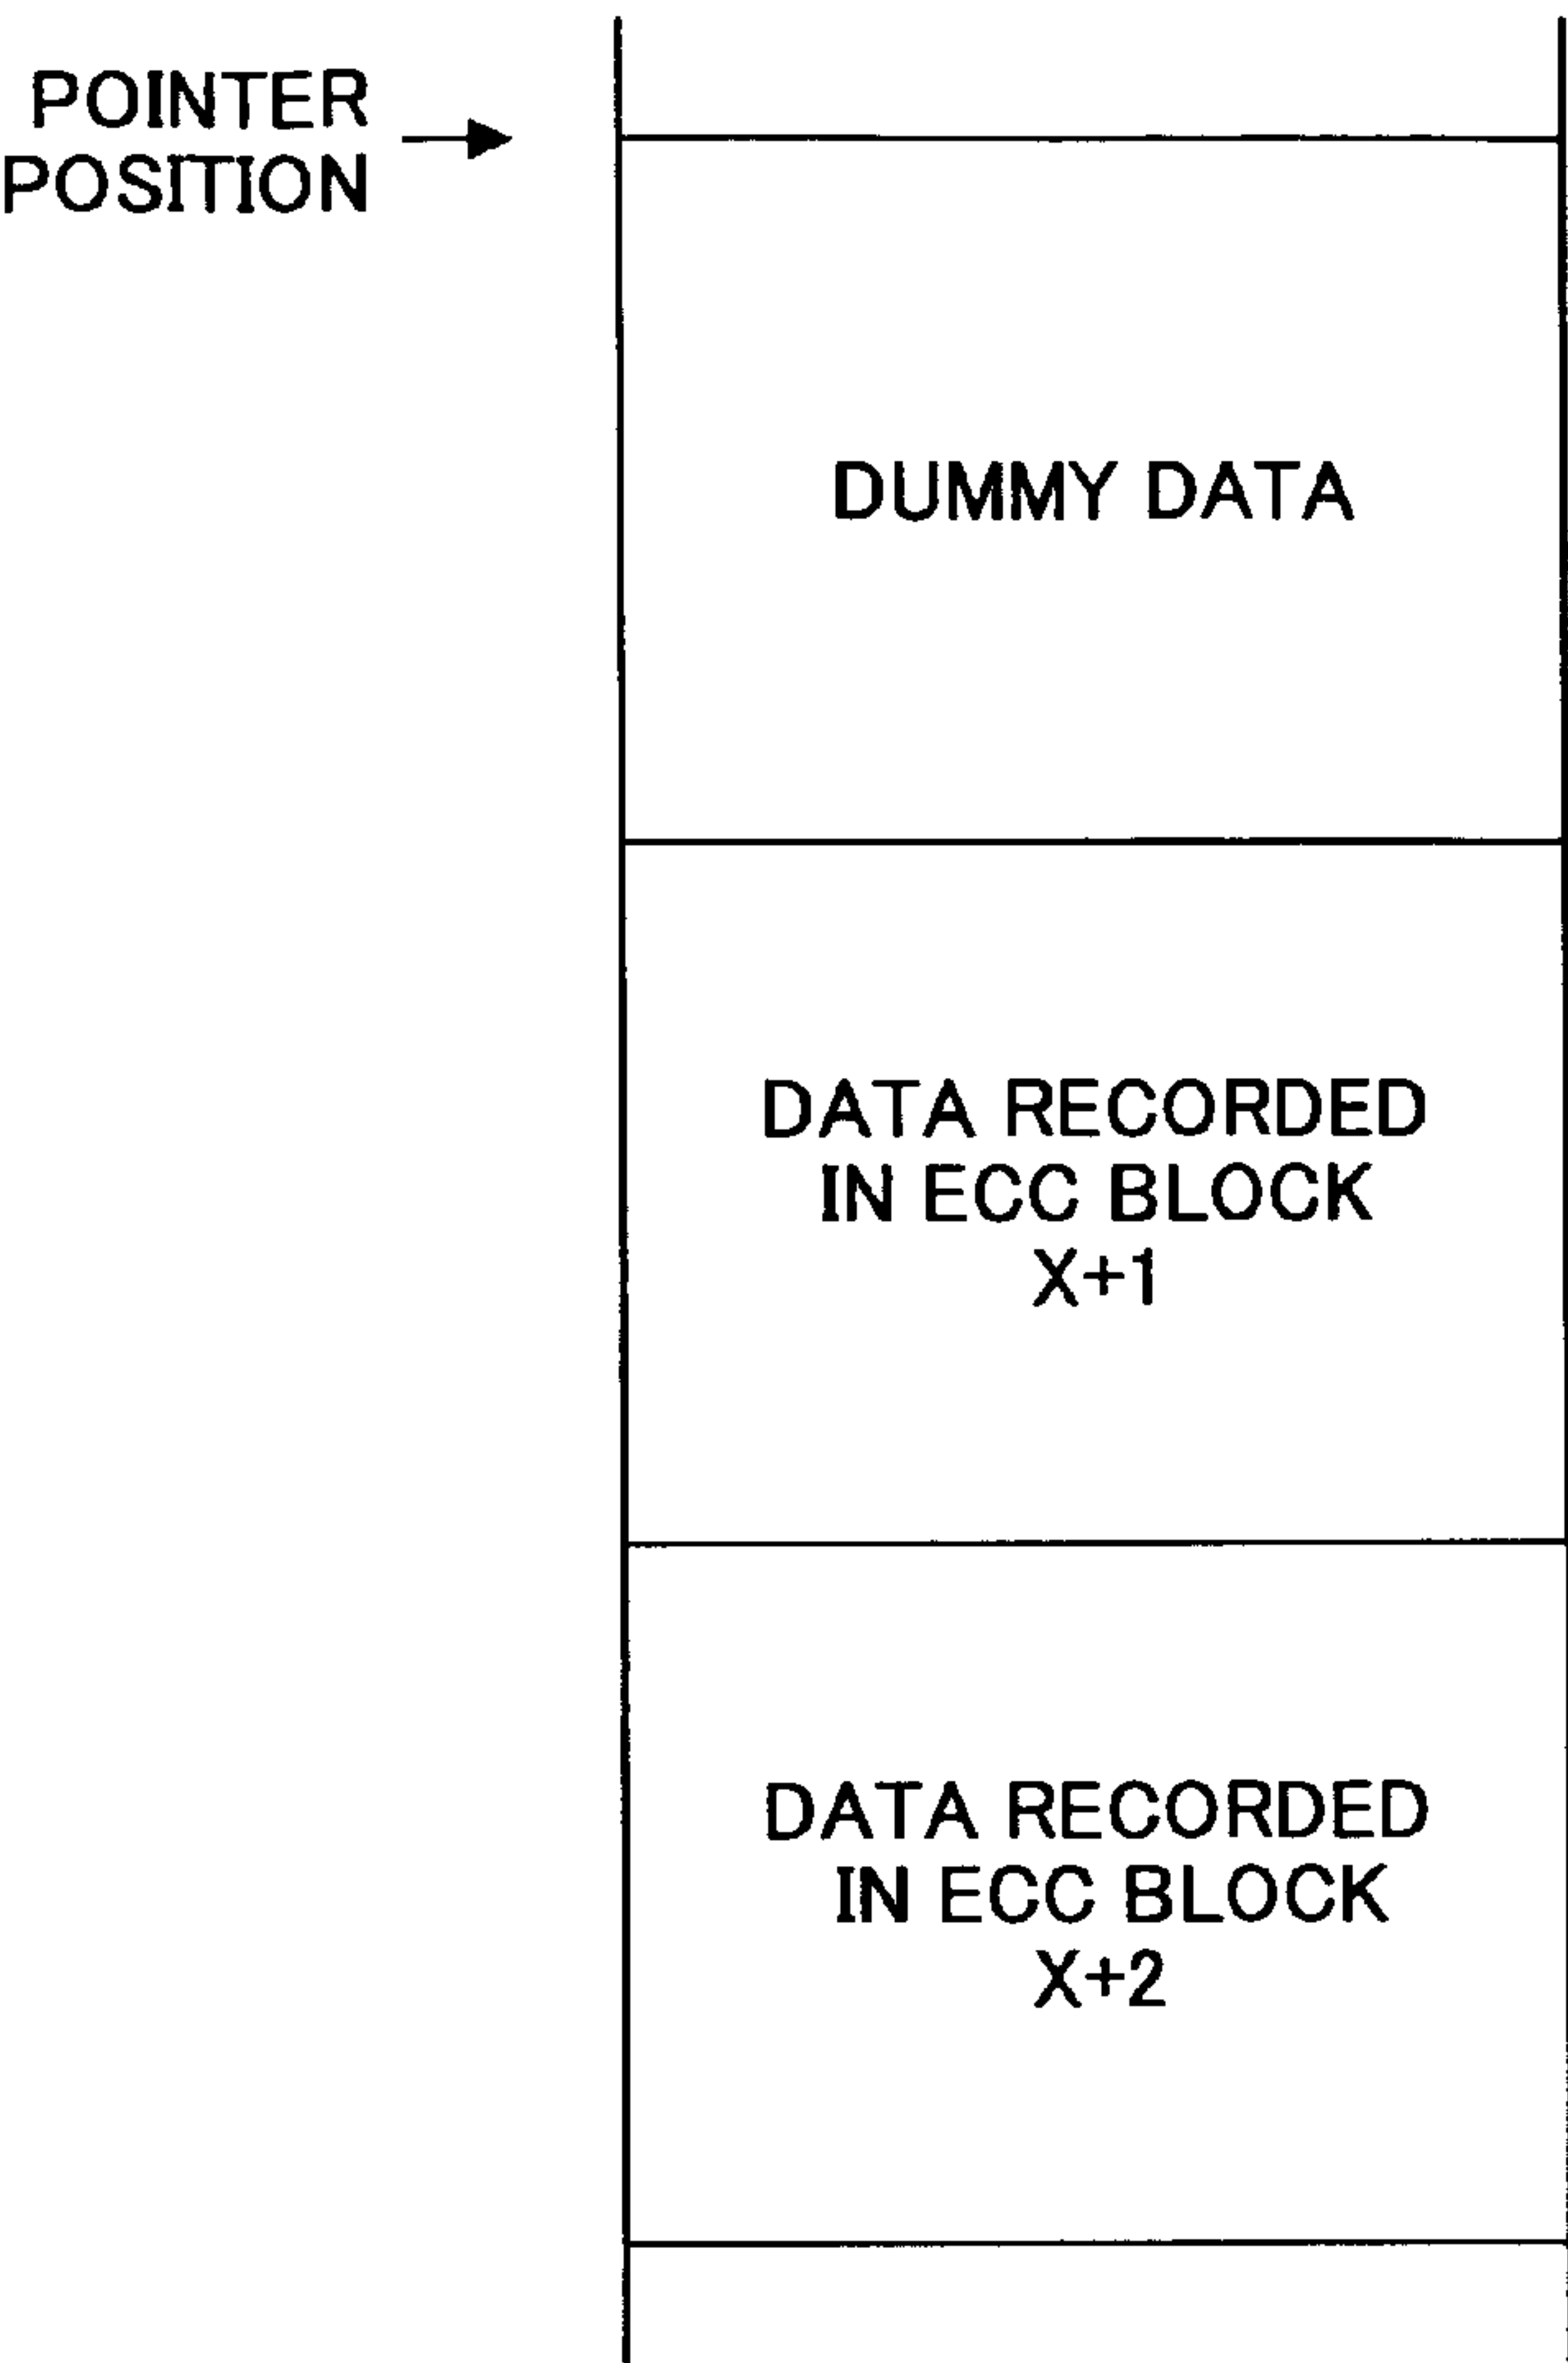 POINTER
POSITION
DUMMY DATA
DATA RECORDED
IN ECC BLOCK
X+1
DATA RECORDED
IN ECC BLOCK
X+2